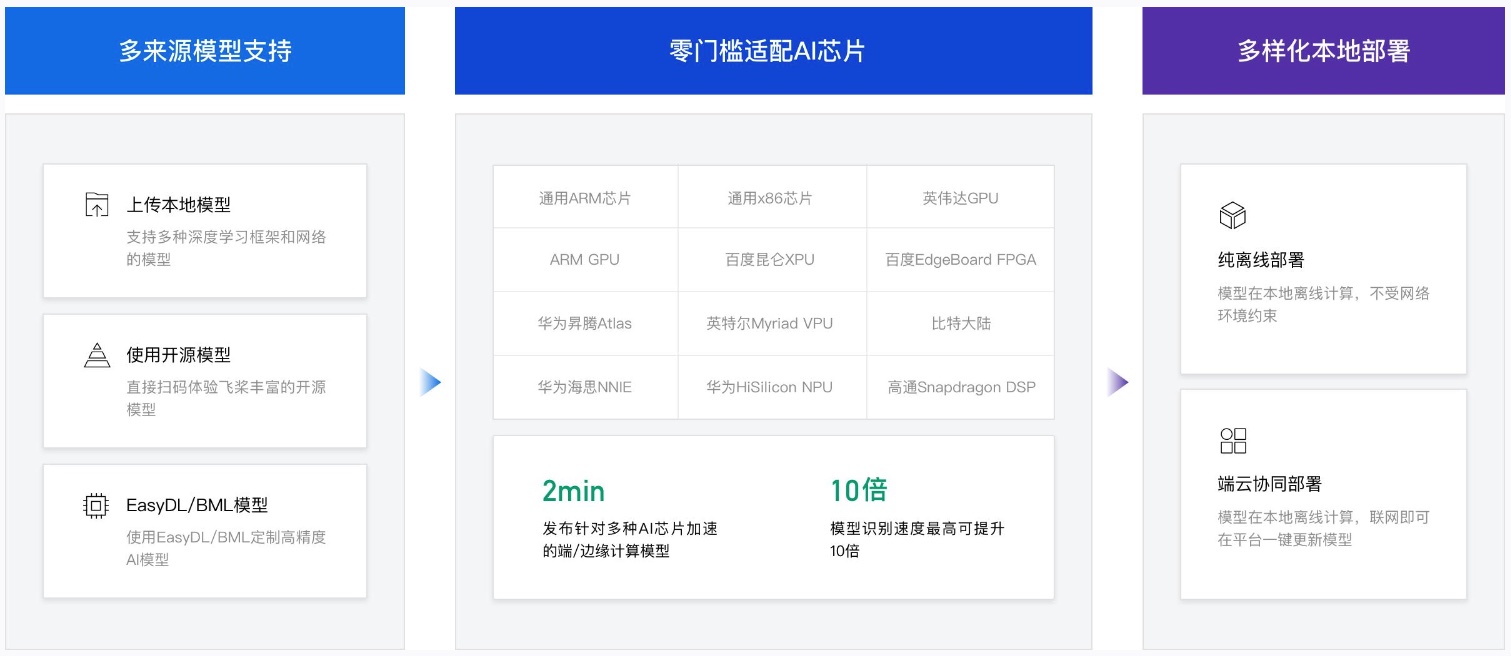 多来源模型支持
零门槛适配AI芯片
多样化本地部署
上传本地模型
支持多种深度学习框架和网络
的模型
使用开源模型
直接扫码体验飞桨丰富的开源
模型
EasyDL/BML模型
使用EasyDL/BML定制高精度
AI模型
通用ARM芯片
通用x86芯片
英伟达GPU
ARM GPU
百度昆仑XPU
百度EdgeBoard FPGA
华为昇腾Atlas
英特尔Myriad VPU
比特大陆
华为海思NNIE
华为HiSilicon NPU
高通Snapdragon DSP
2min
发布针对多种AI芯片加速
的端/边缘计算模型
10倍
模型识别速度最高可提升
10倍
纯离线部署
模型在本地离线计算，不受网络
环境约束
端云协同部署
模型在本地离线计算，联网即可
在平台一键更新模型